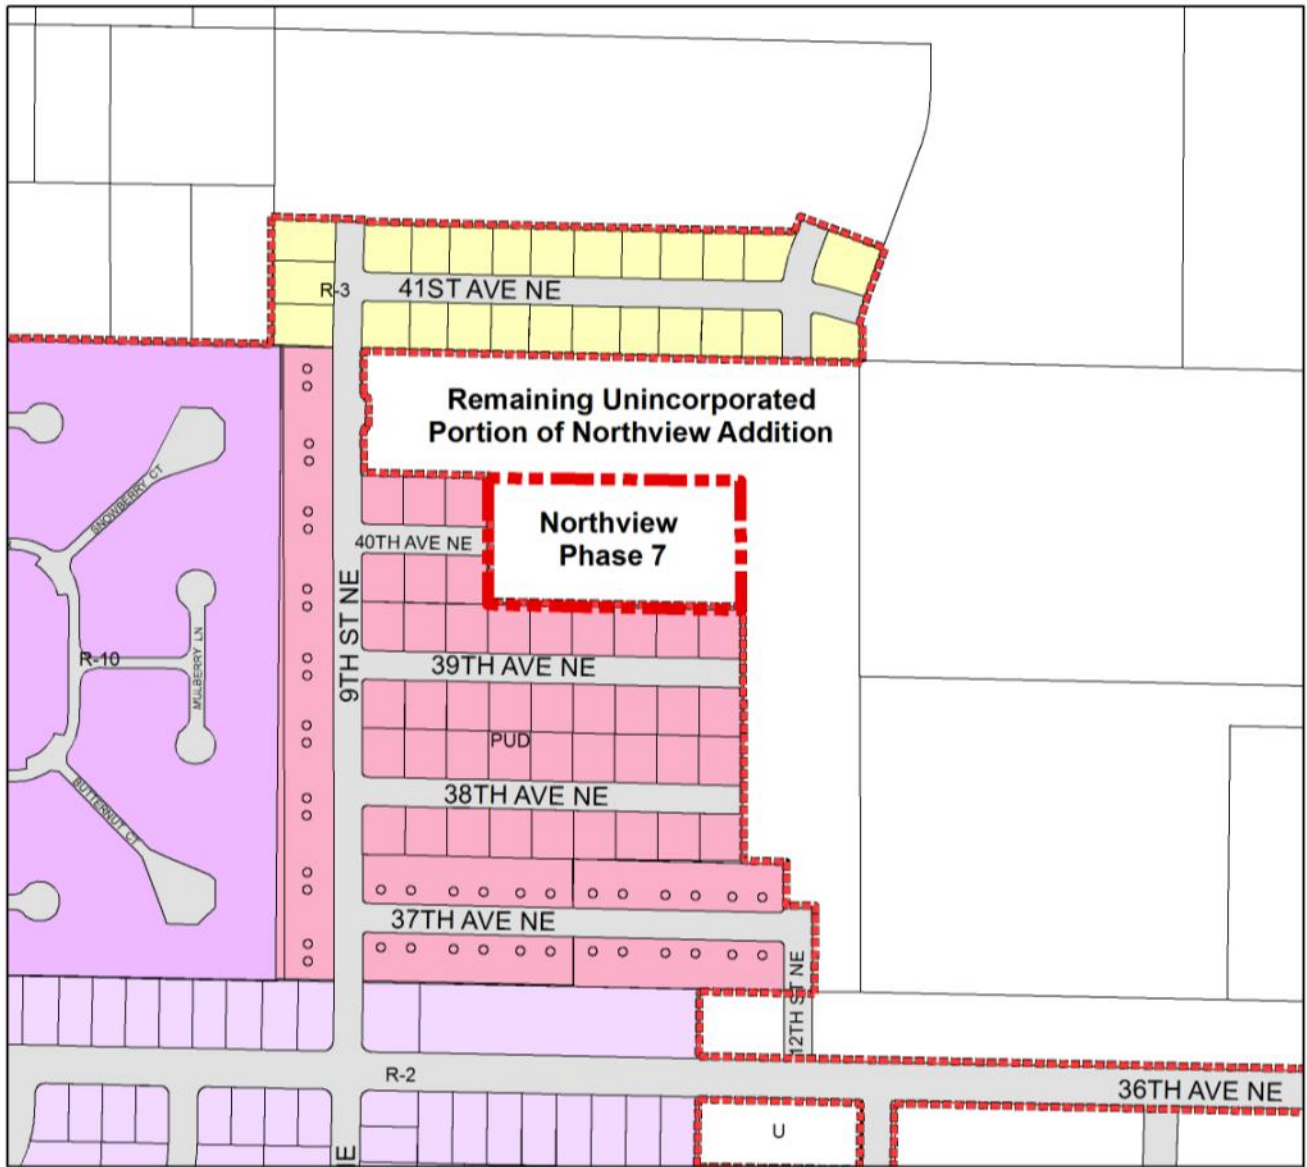 R-3
41ST AVE NE
Remaining Unincorporated
Portion of Northview Addition
SNOWBERRY CT
Northview
Phase 7
40TH AVE NE
9TH ST NE
MULBERRY LN
R-10
39TH AVE NE
PUD
BUTTERNUT CT
38TH AVE NE
37TH AVE NE
12TH ST NE
R-2
36TH AVE NE
U
NE